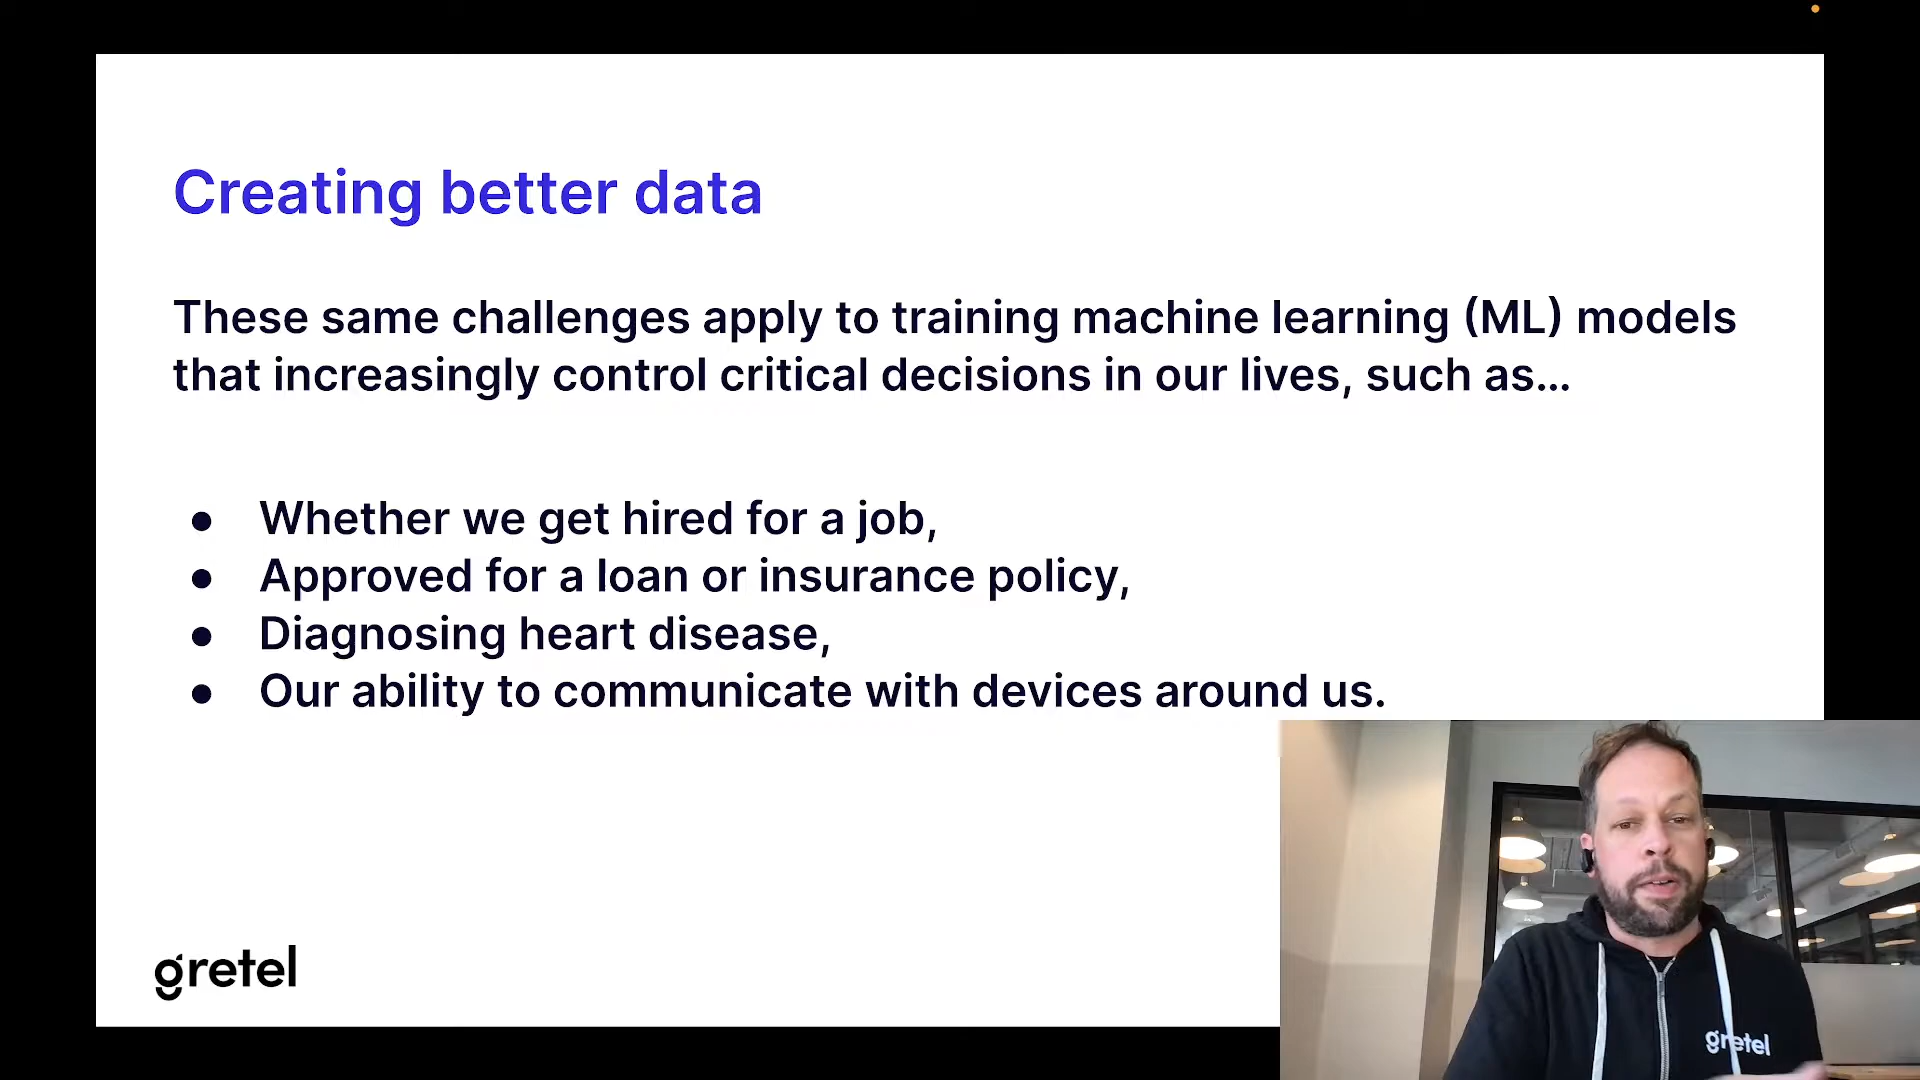 Creating better data
These same challenges apply to training machine learning (ML) models
that increasingly control critical decisions in our lives, such as...
● Whether we get hired for a job,
● Approved for a loan or insurance policy,
● Diagnosing heart disease,
● Our ability to communicate with devices around us.
gretel
gretel